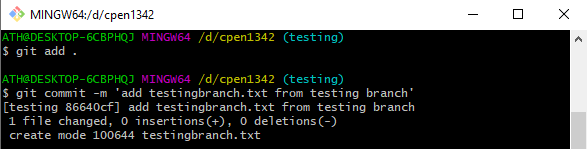 MINGW64:/d/cpen1342
ATH@DESKTOP-6CBPHQJ MINGW64 /d/cpen1342 (testing)
$ git add .
ATH@DESKTOP-6CBPHQJ MINGW64 /d/cpen1342 (testing)
$ git commit -m 'add testingbranch.txt from testing branch'
[testing 86640cf] add testingbranch.txt from testing branch
 1 file changed, 0 insertions(+), 0 deletions(-)
 create mode 100644 testingbranch.txt